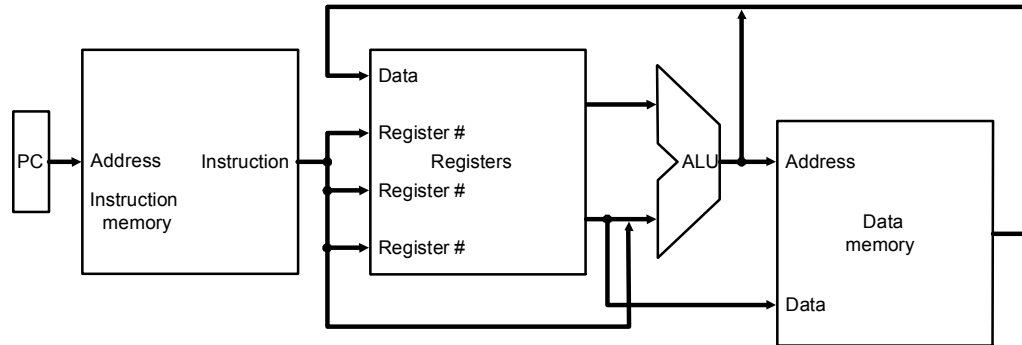 PC
Address
Instruction
Instruction
memory
Data
Register #
Registers
Register #
Register #
ALU
Address
Data
memory
Data